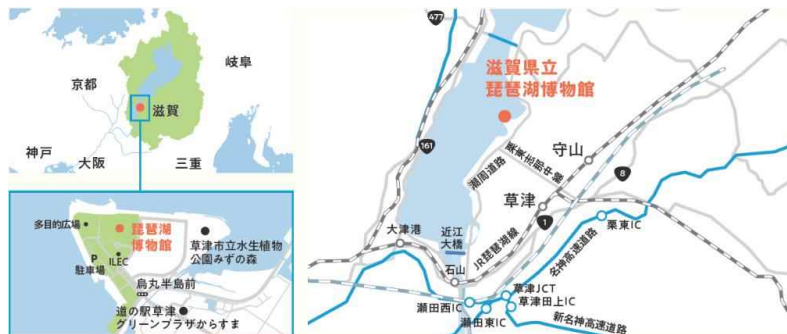 岐阜
京都
滋賀
神戸
大阪
三重
多目的広場
琵琶湖
博物館
草津市立水生植物
公園みずの森
P
駐車場
ILEC
烏丸半島前
道の駅草津
グリーンプラザからすま
477
滋賀県立
琵琶湖博物館
161
湖周道路
栗東志那中線
守山
8
草津
1
栗東IC
大津港
近江
大橋
JR琵琶湖線
名神高速道路
石山
草津JCT
草津田上IC
瀬田西IC
瀬田東IC
新名神高速道路